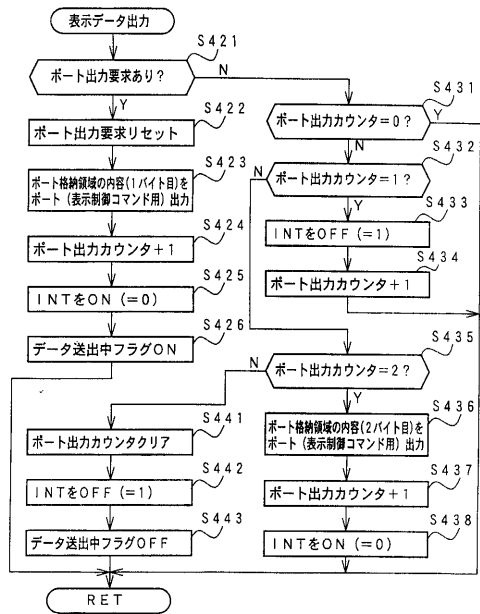 表示データ出力
S421
ポート出力要求あり?
N
Y
S422
ポート出力要求リセット
S423
ポート格納領域の内容(1バイト目)を
ポート(表示制御コマンド用)出力
S424
ポート出力カウンタ+1
S425
INTをON(=0)
S426
データ送出中フラグON
S431
ポート出力カウンタ=0?
Y
N
S432
ポート出力カウンタ=1?
N
Y
S433
INTをOFF(=1)
S434
ポート出力カウンタ+1
S435
ポート出力カウンタ=2?
N
Y
S436
ポート格納領域の内容(2バイト目)を
ポート(表示制御コマンド用)出力
S437
ポート出力カウンタ+1
S438
INTをON(=0)
S441
ポート出力カウンタクリア
S442
INTをOFF(=1)
S443
データ送出中フラグOFF
RET